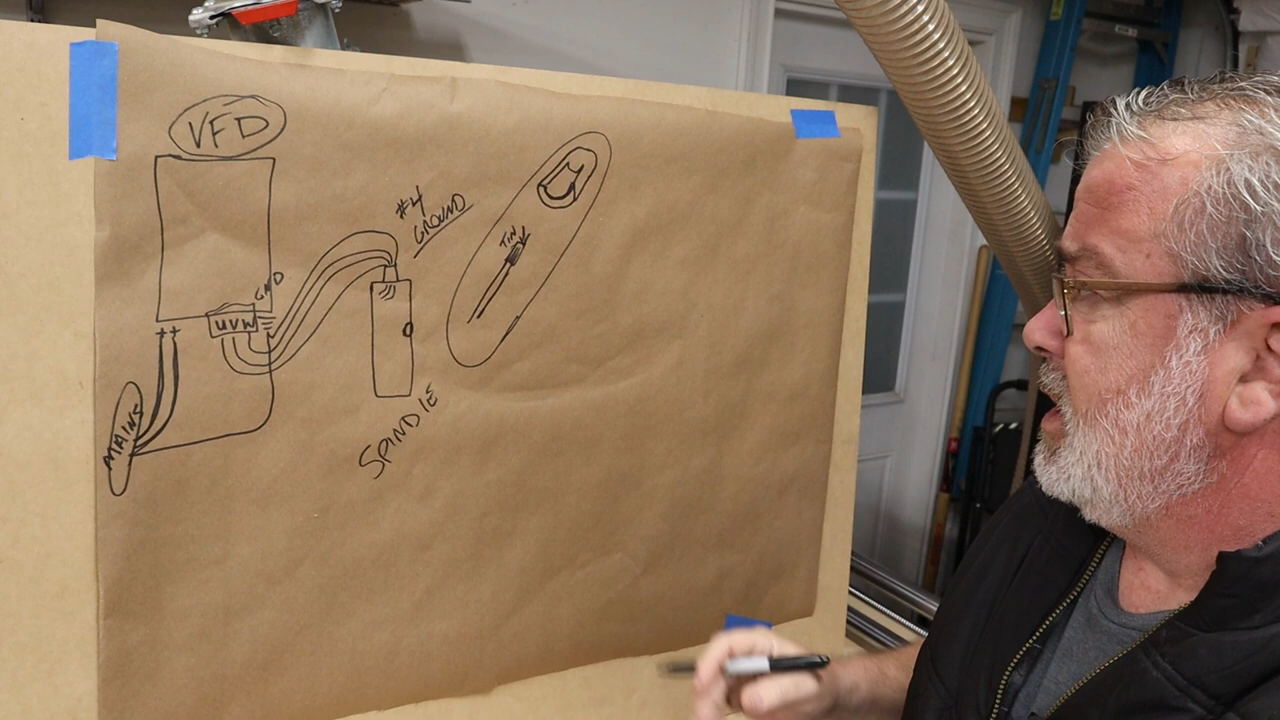 VFD
#4
GROUND
TIN
GND
UVW
++
MAINS
SPINDLE